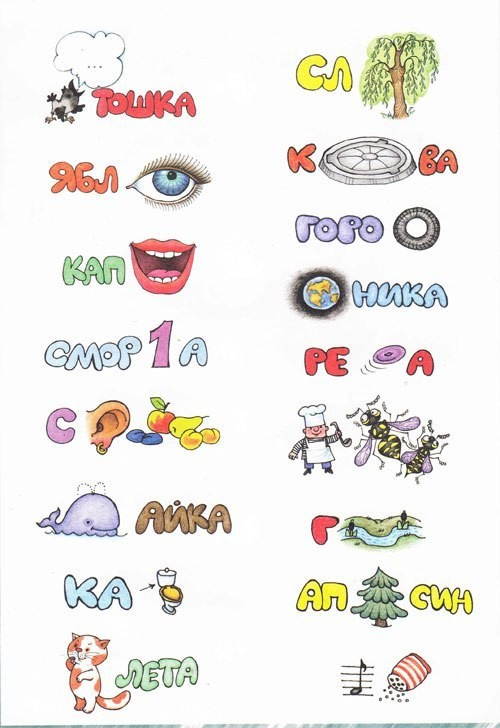 ...
ТОШКА
ЯБЛ
КАП
СМОР 1 А
С
АЙКА
КА
ЛЕТА
СЛ
К ВА
ГОРО
НИКА
РЕ А
Г
АП СИН